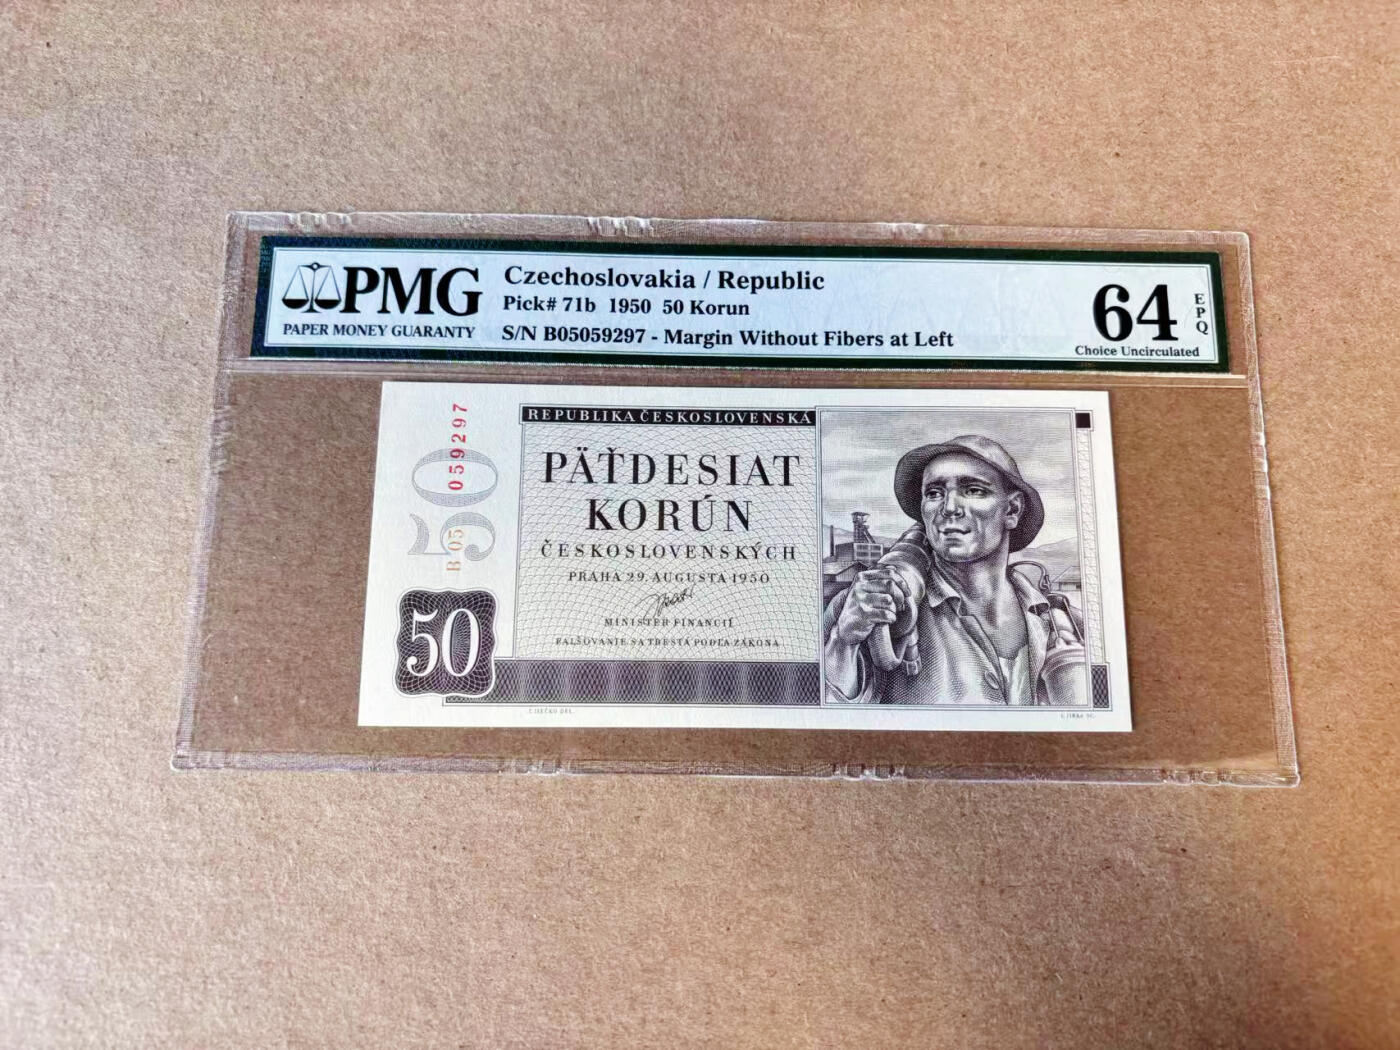 PMG
PAPER MONEY GUARANTY
Czechoslovakia / Republic
Pick# 71b 1950 50 Korun
S/N B05059297 - Margin Without Fibers at Left
64
EPQ
Choice Uncirculated
REPUBLIKA ČESKOSLOVENSKÁ
PÄŤDESIAT
KORÚN
ČESKOSLOVENSKÝCH
PRAHA 29. AUGUSTA 1950
MINISTER FINANCIÍ
FALŠOVANIE SA TRESTÁ PODĽA ZÁKONA
50
B 05 059297
50